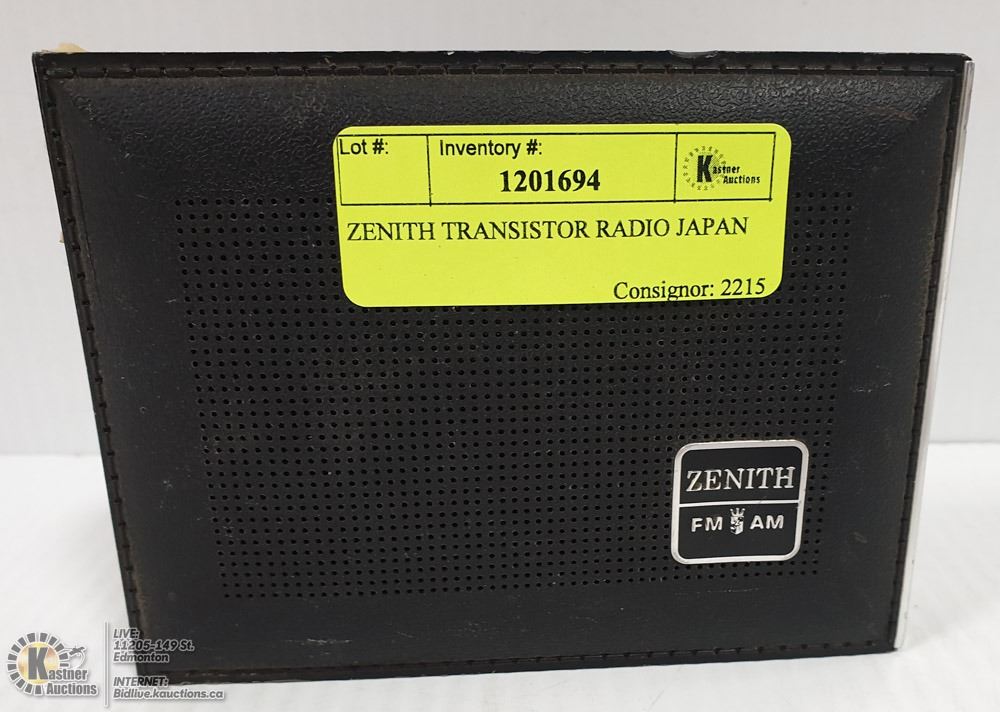 Lot #:
Inventory #:
1201694
Kastner
Auctions
ZENITH TRANSISTOR RADIO JAPAN
Consignor: 2215
ZENITH
FM AM
Kastner
Auctions
LIVE:
11205-149 St.
Edmonton
INTERNET:
Bidlive.kauctions.ca